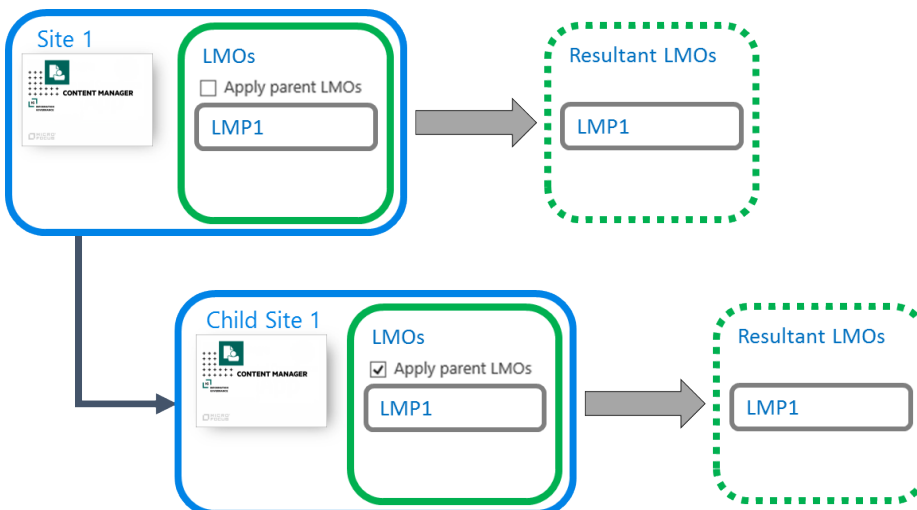 Site 1
CONTENT MANAGER
LMOs
Apply parent LMOs
LMP1
Resultant LMOs
LMP1
Child Site 1
CONTENT MANAGER
LMOs
Apply parent LMOs
LMP1
Resultant LMOs
LMP1